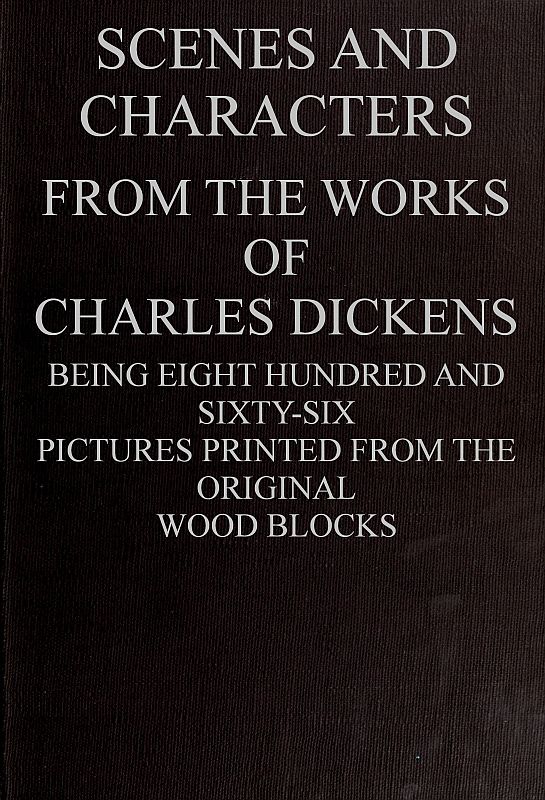 SCENES AND
CHARACTERS
FROM THE WORKS
OF
CHARLES DICKENS
BEING EIGHT HUNDRED AND
SIXTY-SIX
PICTURES PRINTED FROM THE
ORIGINAL
WOOD BLOCKS